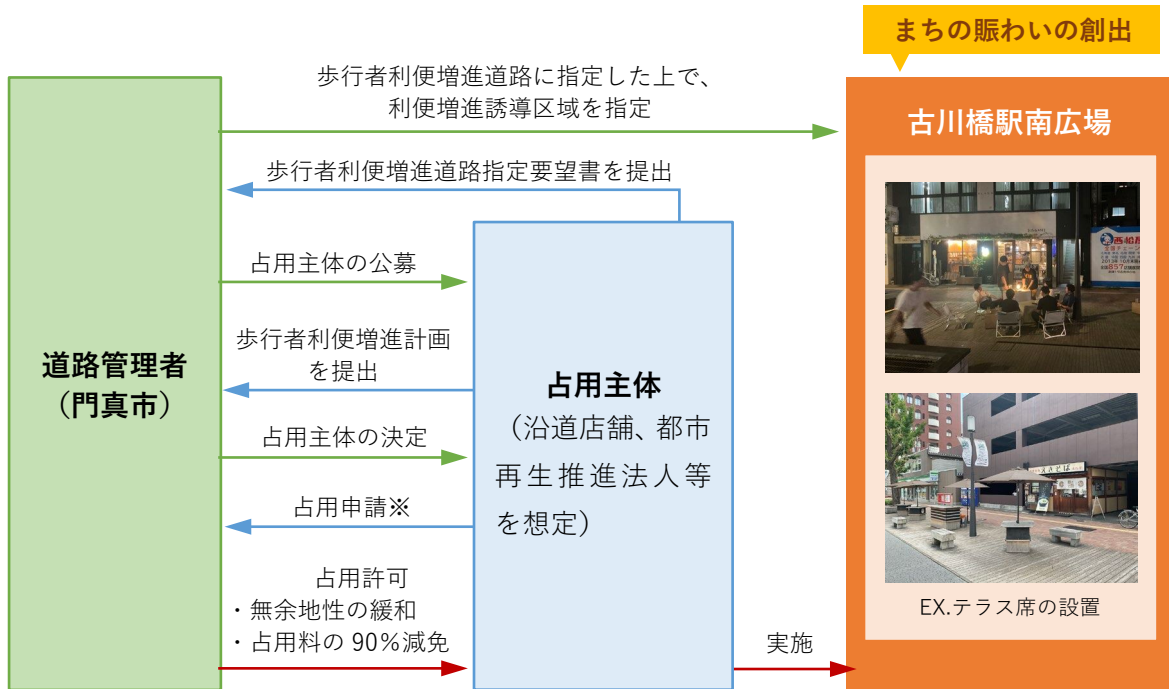 まちの賑わいの創出
歩行者利便増進道路に指定した上で、
利便増進誘導区域を指定
古川橋駅南広場
歩行者利便増進道路指定要望書を提出
占用主体の公募
歩行者利便増進計画
を提出
道路管理者
（門真市）
占用主体
（沿道店舗、都市
再生推進法人等
を想定）
占用主体の決定
占用申請※
占用許可
・無余地性の緩和
・占用料の 90％減免
実施
857
EX.テラス席の設置